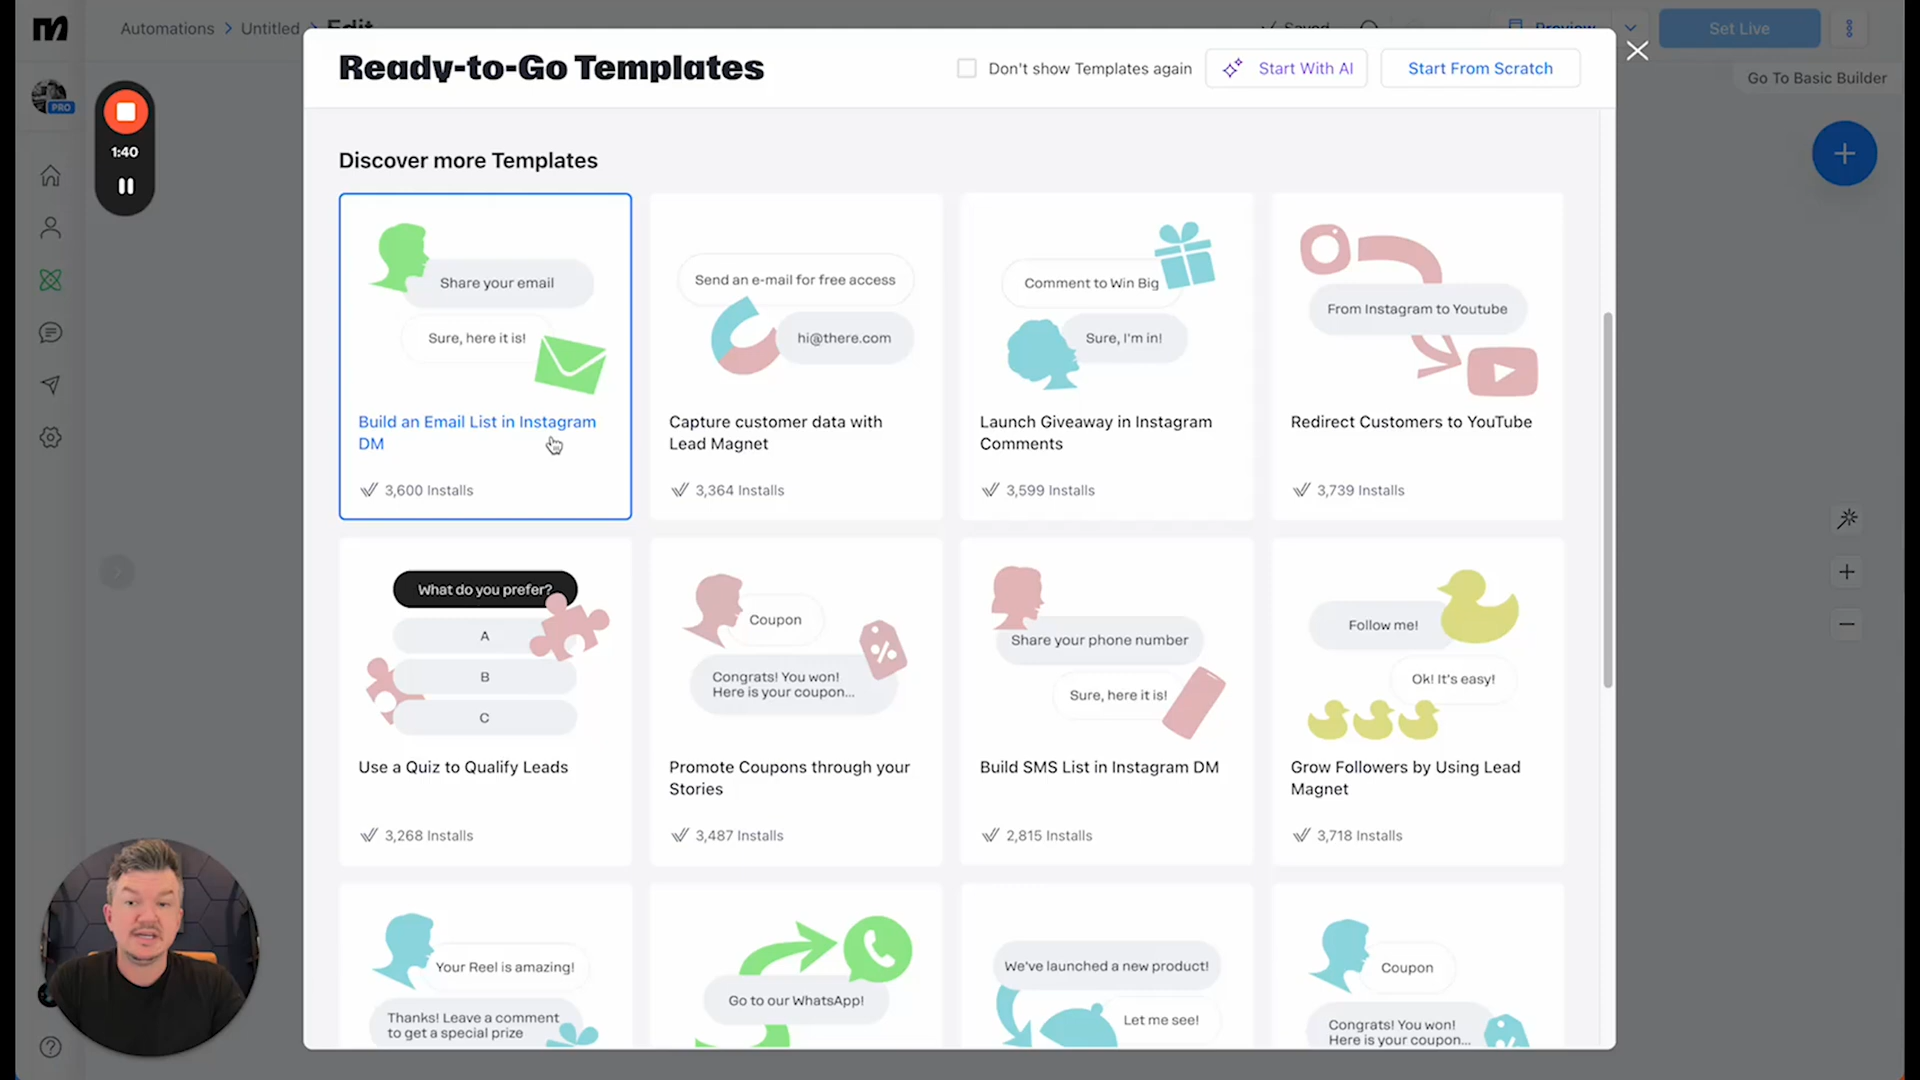 Automations > Untitled > Edit
Saved
Preview
Set Live
Go To Basic Builder
PRO
1:40
Ready-to-Go Templates
Don't show Templates again
Start With AI
Start From Scratch
Discover more Templates
Share your email
Sure, here it is!
Build an Email List in Instagram
DM
3,600 Installs
Send an e-mail for free access
hi@there.com
Capture customer data with
Lead Magnet
3,364 Installs
Comment to Win Big
Sure, I'm in!
Launch Giveaway in Instagram
Comments
3,599 Installs
From Instagram to Youtube
Redirect Customers to YouTube
3,739 Installs
What do you prefer?
A
B
C
Use a Quiz to Qualify Leads
3,268 Installs
Coupon
Congrats! You won!
Here is your coupon...
Promote Coupons through your
Stories
3,487 Installs
Share your phone number
Sure, here it is!
Build SMS List in Instagram DM
2,815 Installs
Follow me!
Ok! It's easy!
Grow Followers by Using Lead
Magnet
3,718 Installs
Your Reel is amazing!
Thanks! Leave a comment
to get a special prize
Go to our WhatsApp!
We've launched a new product!
Let me see!
Coupon
Congrats! You won!
Here is your coupon...